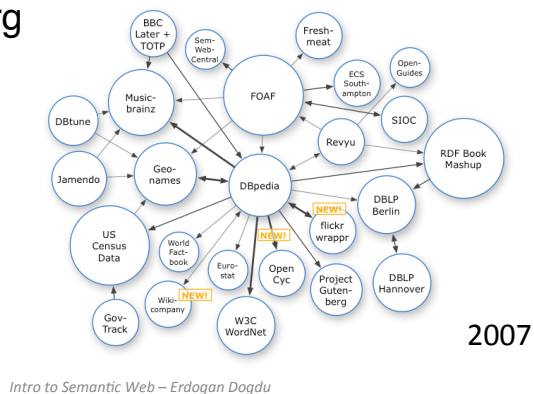 rg
BBC
Later +
TOTP
Sem-
Web-
Central
Fresh-
meat
Open-
Guides
Music-
brainz
FOAF
ECS
South-
ampton
SIOC
DBtune
Revyu
RDF Book
Mashup
Jamendo
Geo-
names
DBpedia
DBLP
Berlin
NEW!
flickr
wrappr
US
Census
Data
World
Fact-
book
NEW!
Euro-
stat
Open
Cyc
Project
Guten-
berg
DBLP
Hannover
Wiki-
company
NEW!
Gov-
Track
W3C
WordNet
2007
Intro to Semantic Web – Erdogan Dogdu